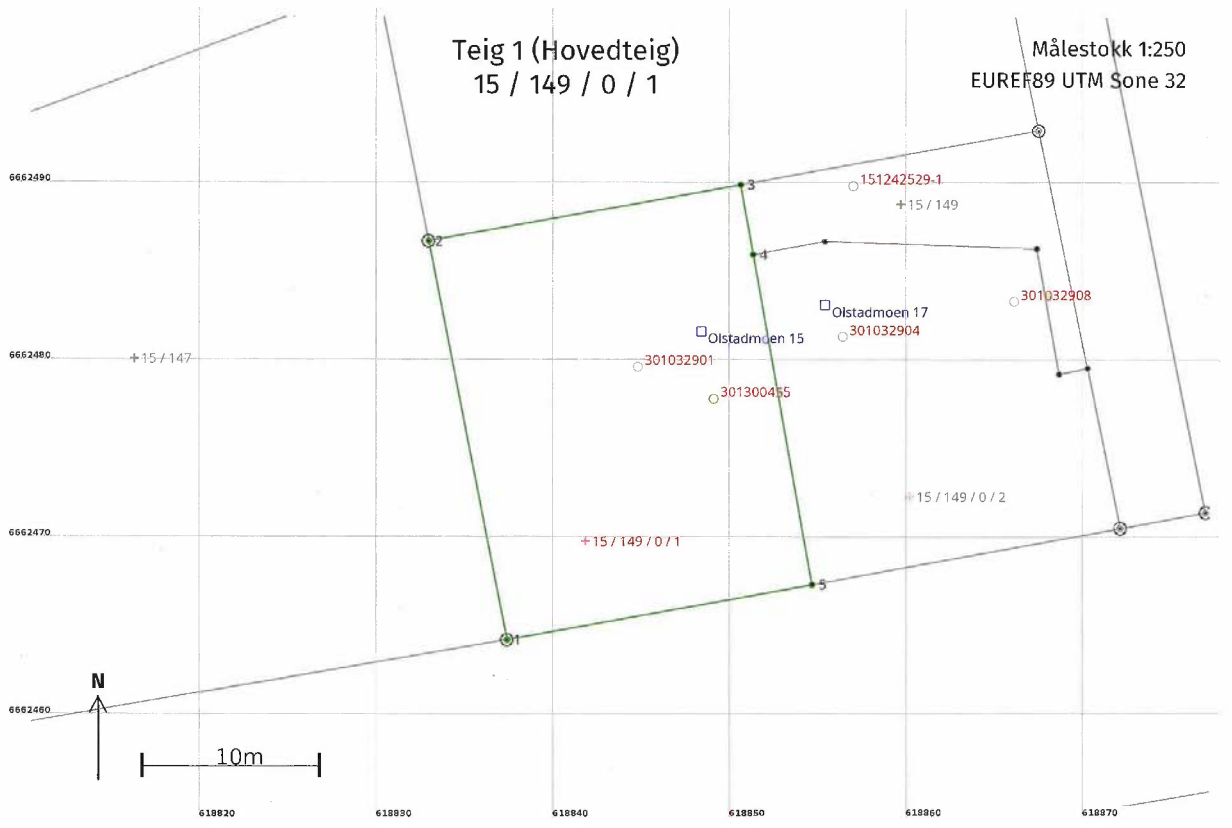 Teig 1 (Hovedteig)
15 / 149 / 0 / 1
Målestokk 1:250
EUREF89 UTM Sone 32
6662490
3
151242529-1
15 / 149
2
4
301032908
Olstadmoen 17
Olstadmoen 15
301032904
6662480
15 / 147
301032901
301300455
15 / 149 / 0 / 2
6662470
15 / 149 / 0 / 1
5
1
N
6662460
10m
618820
618830
618840
618850
618860
618870